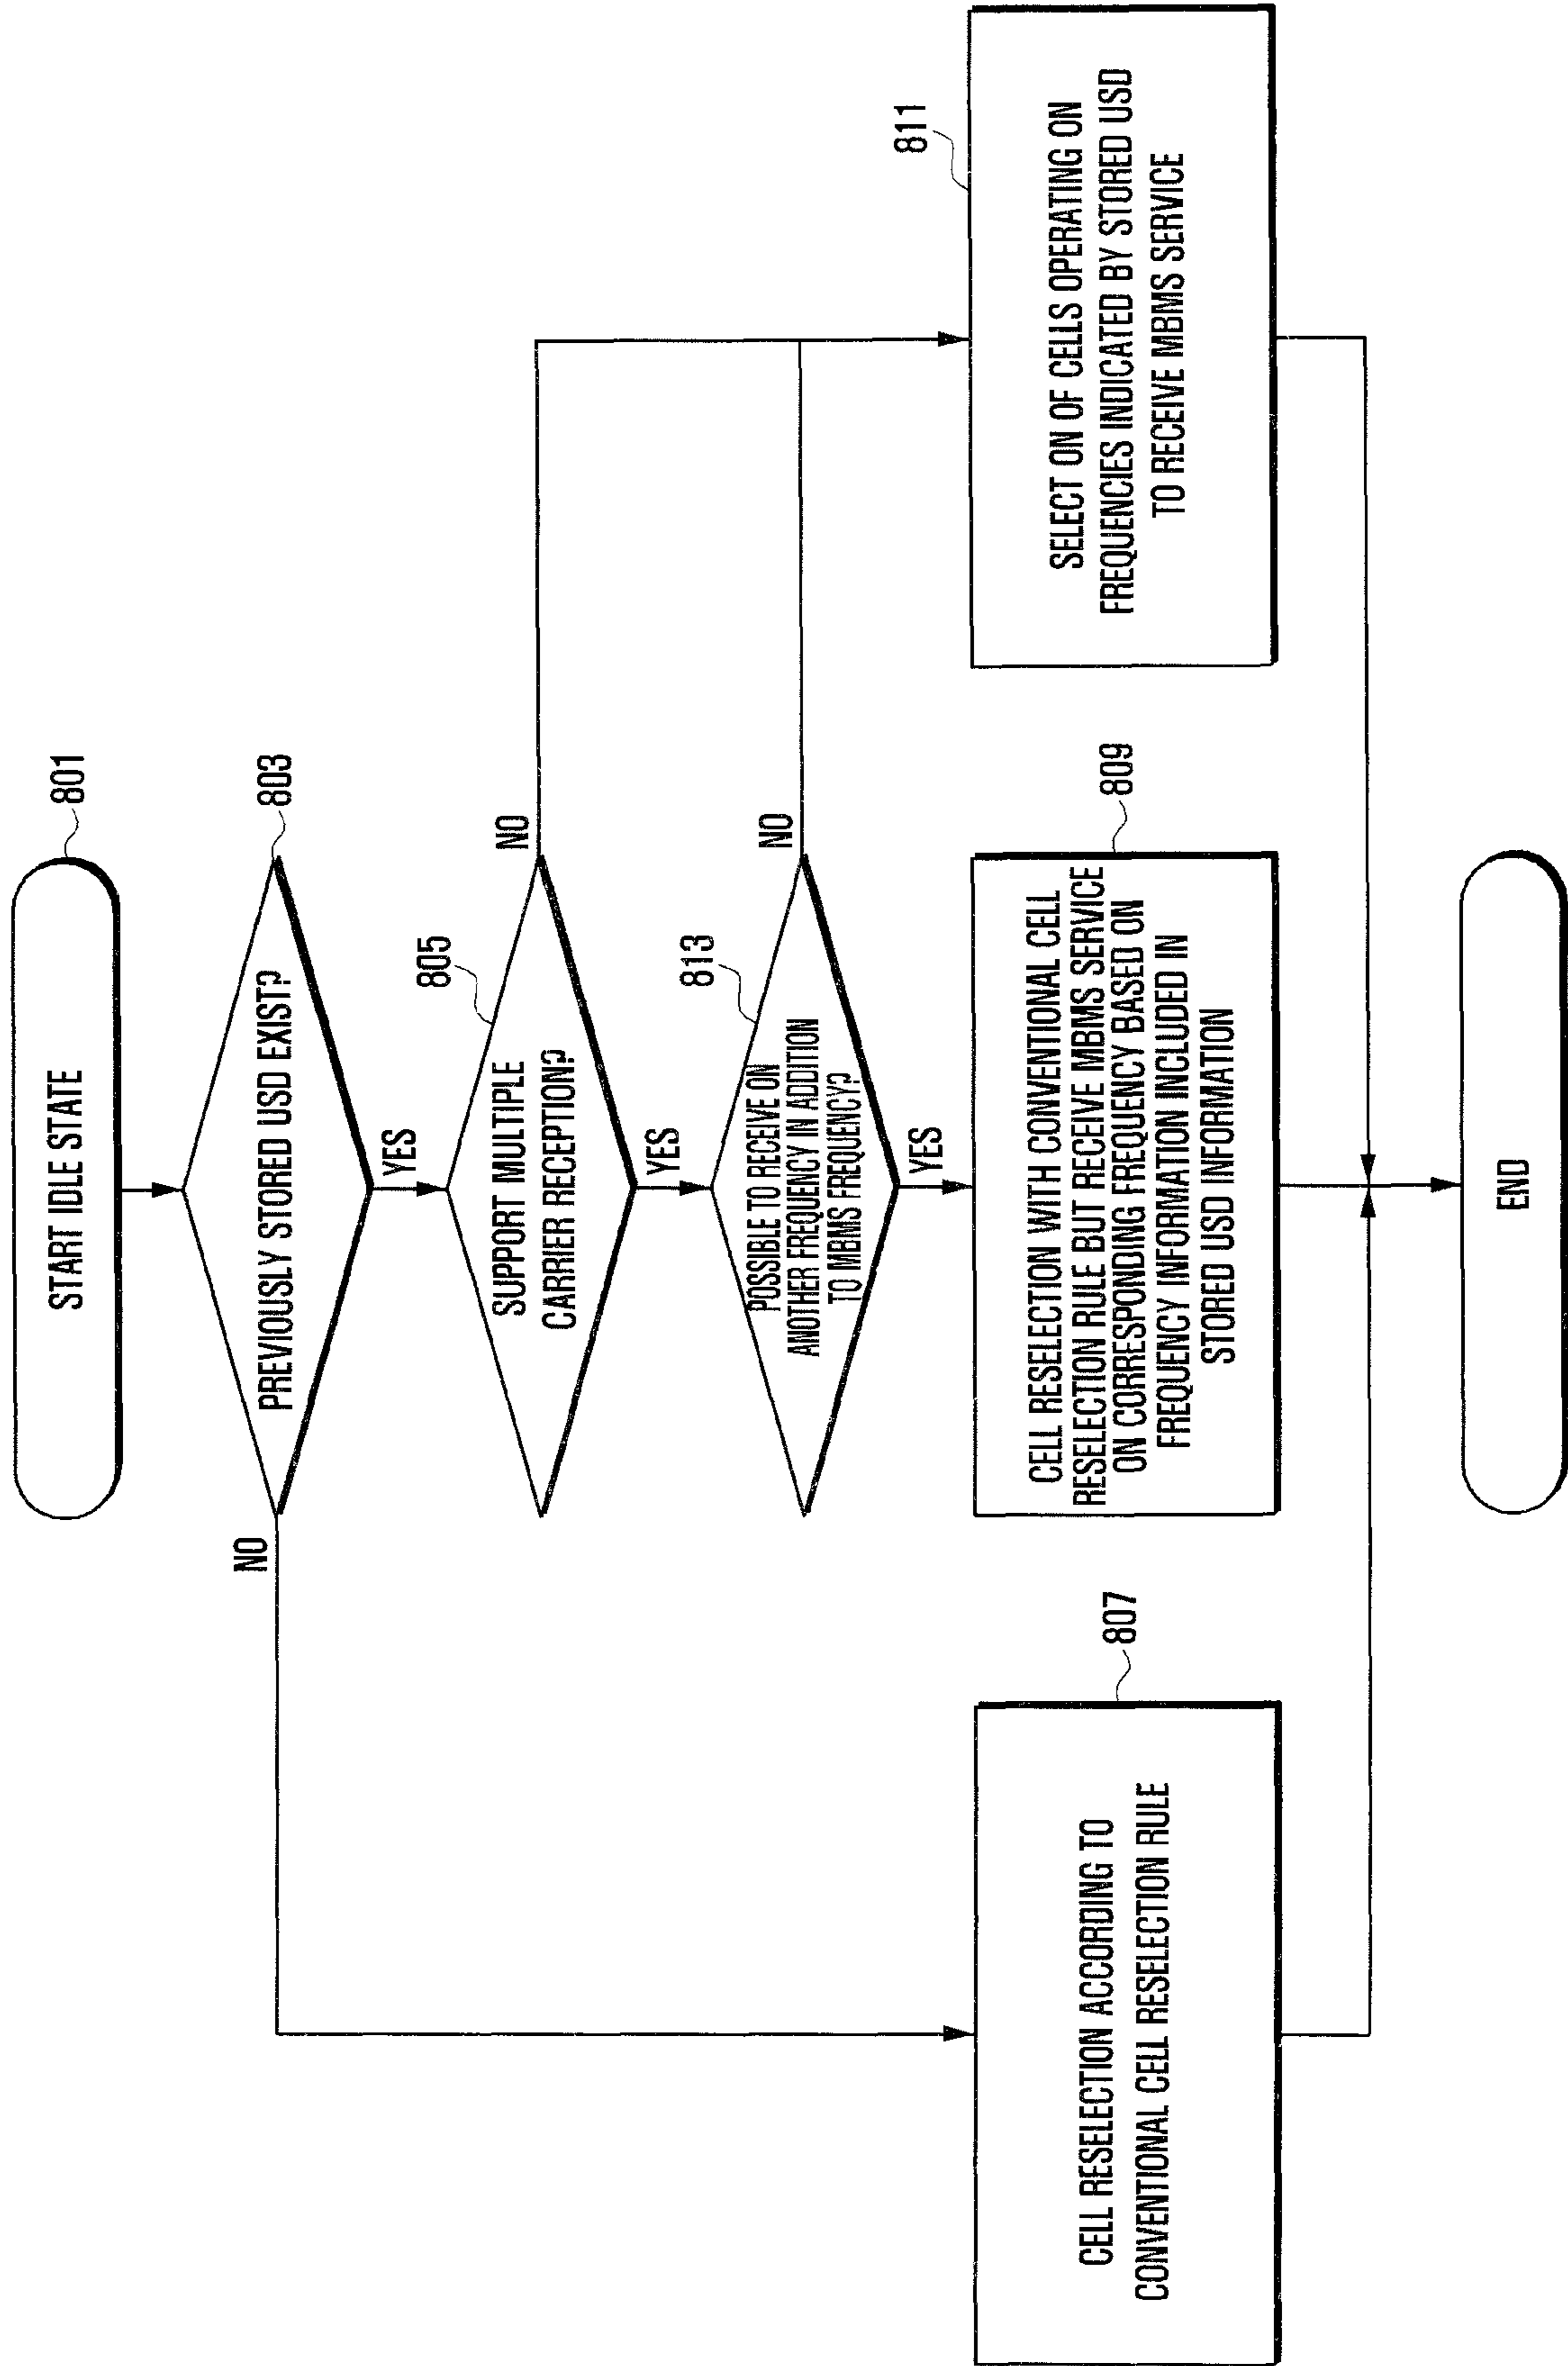 START IDLE STATE
801
PREVIOUSLY STORED USD EXIST?
803
NO
YES
SUPPORT MULTIPLE
CARRIER RECEPTION?
805
NO
YES
POSSIBLE TO RECEIVE ON
ANOTHER FREQUENCY IN ADDITION
TO MBMS FREQUENCY?
813
NO
YES
CELL RESELECTION ACCORDING TO
CONVENTIONAL CELL RESELECTION RULE
807
CELL RESELECTION WITH CONVENTIONAL CELL
RESELECTION RULE BUT RECEIVE MBMS SERVICE
ON CORRESPONDING FREQUENCY BASED ON
FREQUENCY INFORMATION INCLUDED IN
STORED USD INFORMATION
809
SELECT ON OF CELLS OPERATING ON
FREQUENCIES INDICATED BY STORED USD
TO RECEIVE MBMS SERVICE
811
END